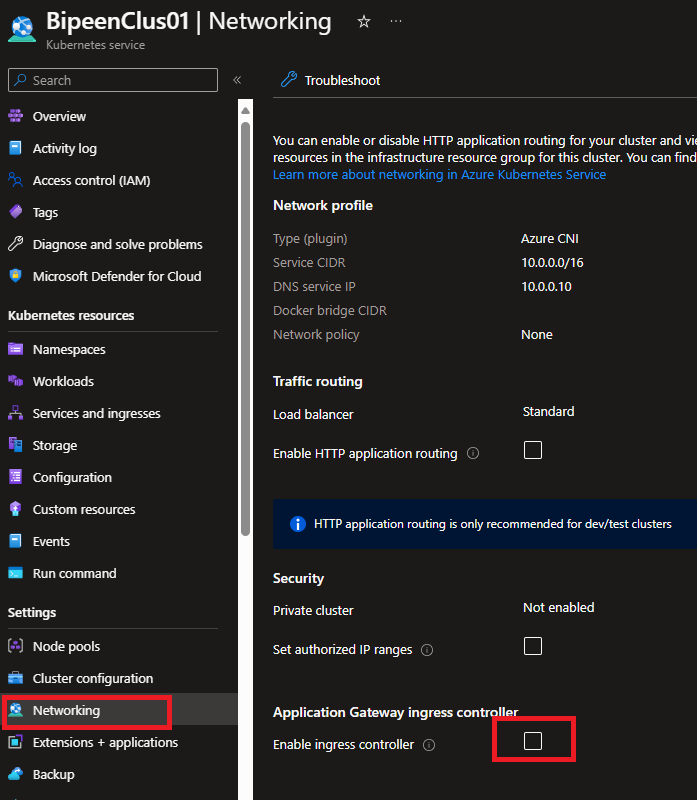 BipeenClus01 | Networking
Kubernetes service
Search
Overview
Activity log
Access control (IAM)
Tags
Diagnose and solve problems
Microsoft Defender for Cloud
Kubernetes resources
Namespaces
Workloads
Services and ingresses
Storage
Configuration
Custom resources
Events
Run command
Settings
Node pools
Cluster configuration
Networking
Extensions + applications
Backup
Troubleshoot
You can enable or disable HTTP application routing for your cluster and vie
resources in the infrastructure resource group for this cluster. You can find
Learn more about networking in Azure Kubernetes Service
Network profile
Type (plugin) Azure CNI
Service CIDR 10.0.0.0/16
DNS service IP 10.0.0.10
Docker bridge CIDR
Network policy None
Traffic routing
Load balancer Standard
Enable HTTP application routing
HTTP application routing is only recommended for dev/test clusters
Security
Private cluster Not enabled
Set authorized IP ranges
Application Gateway ingress controller
Enable ingress controller